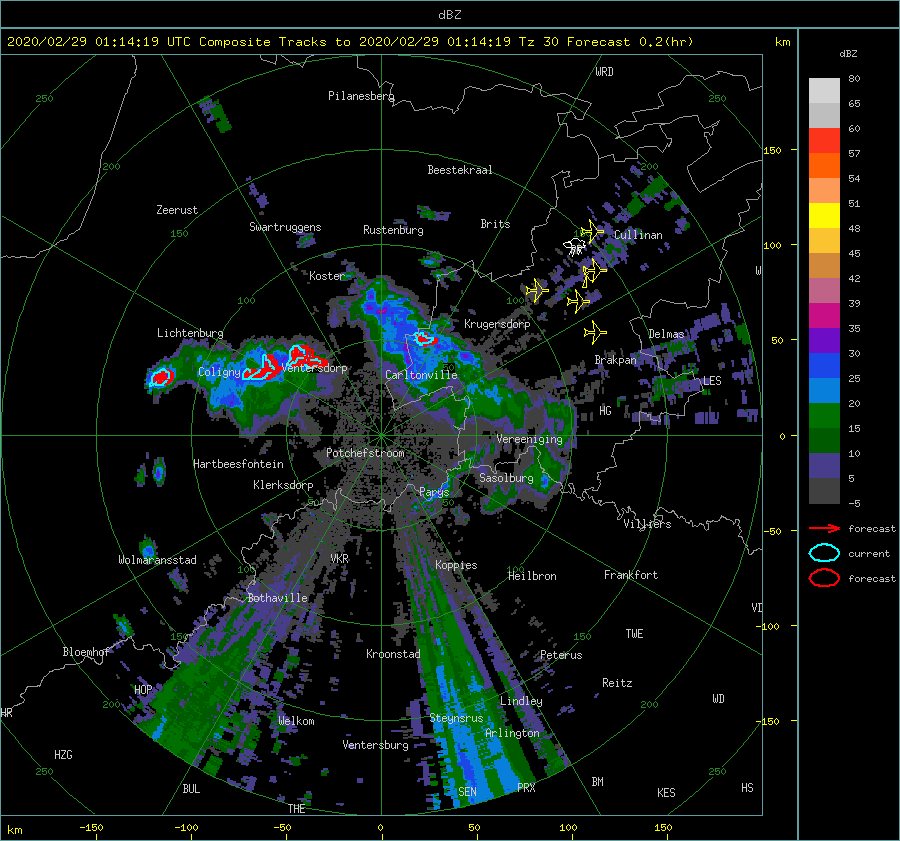 dBZ
2020/02/29 01:14:19 UTC Composite Tracks to 2020/02/29 01:14:19 Tz 30 Forecast 0.2(hr)
km
dBZ
WRD
250
Pilanesberg
250
80
65
60
57
54
51
48
45
42
39
35
30
25
20
15
10
5
-5
150
100
50
0
-50
-100
-150
200
Beestekraal
200
Zeerust
Swartruggens
Rustenburg
Brits
150
Cullinan
Koster
W
100
100
Krugersdorp
Lichtenburg
Delmas
Coligny
Ventersdorp
Carltonville
Brakpan
LES
HG
Vereeniging
Potchefstroom
Hartbeesfontein
Klerksdorp
Sasolburg
Parys
50
50
Villiers
forecast
current
forecast
Wolmaransstad
VKR
Koppies
100
100
Heilbron
Frankfort
Bothaville
VD
150
150
TWE
Bloemhof
Kroonstad
Peterus
HOP
Reitz
WD
200
200
HR
Lindley
Steynsrus
Welkom
Arlington
Ventersburg
HZG
250
250
BUL
SEN
PRX
BM
KES
HS
THE
km
-150
-100
-50
0
50
100
150